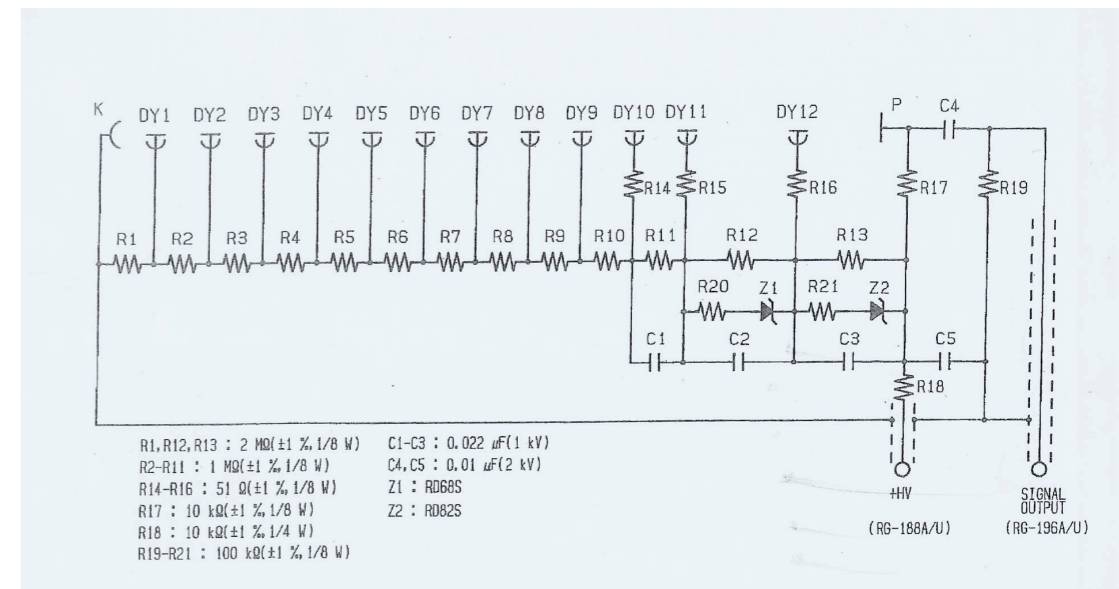 K DY1 DY2 DY3 DY4 DY5 DY6 DY7 DY8 DY9 DY10 DY11 DY12 P C4
R14 R15 R16 R17 R19
R1 R2 R3 R4 R5 R6 R7 R8 R9 R10 R11 R12 R13
R20 Z1 R21 Z2
C1 C2 C3 C5
R18
R1,R12,R13 : 2 MΩ(±1 %,1/8 W)
R2-R11 : 1 MΩ(±1 %,1/8 W)
R14-R16 : 51 Ω(±1 %,1/8 W)
R17 : 10 kΩ(±1 %,1/8 W)
R18 : 10 kΩ(±1 %,1/4 W)
R19-R21 : 100 kΩ(±1 %,1/8 W)
C1-C3 : 0.022 μF(1 kV)
C4,C5 : 0.01 μF(2 kV)
Z1 : RD68S
Z2 : RD82S
+HV
(RG-188A/U)
SIGNAL
OUTPUT
(RG-196A/U)